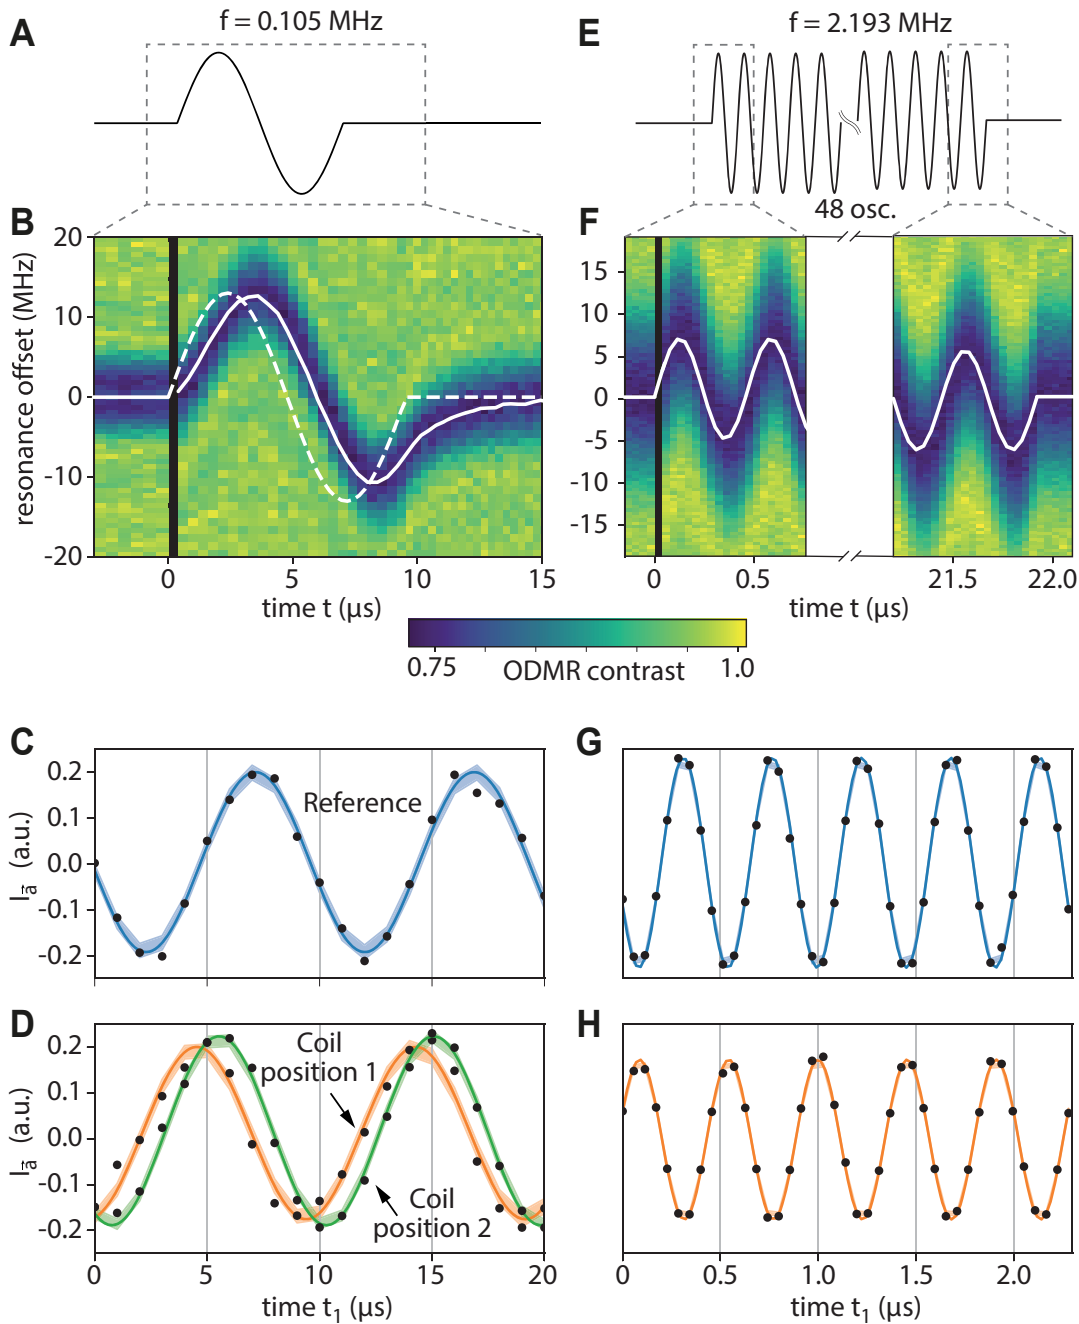 A
f = 0.105 MHz
E
f = 2.193 MHz
48 osc.
B
resonance offset (MHz)
20
10
0
-10
-20
0
5
10
15
time t (μs)
F
15
10
5
0
-5
-10
-15
0
0.5
21.5
22.0
time t (μs)
0.75
ODMR contrast
1.0
C
I_a⃗ (a.u.)
0.2
0.1
0.0
-0.1
-0.2
Reference
G
D
I_a⃗ (a.u.)
0.2
0.1
0.0
-0.1
-0.2
Coil
position 1
Coil
position 2
0
5
10
15
20
time t₁ (μs)
H
0
0.5
1.0
1.5
2.0
time t₁ (μs)